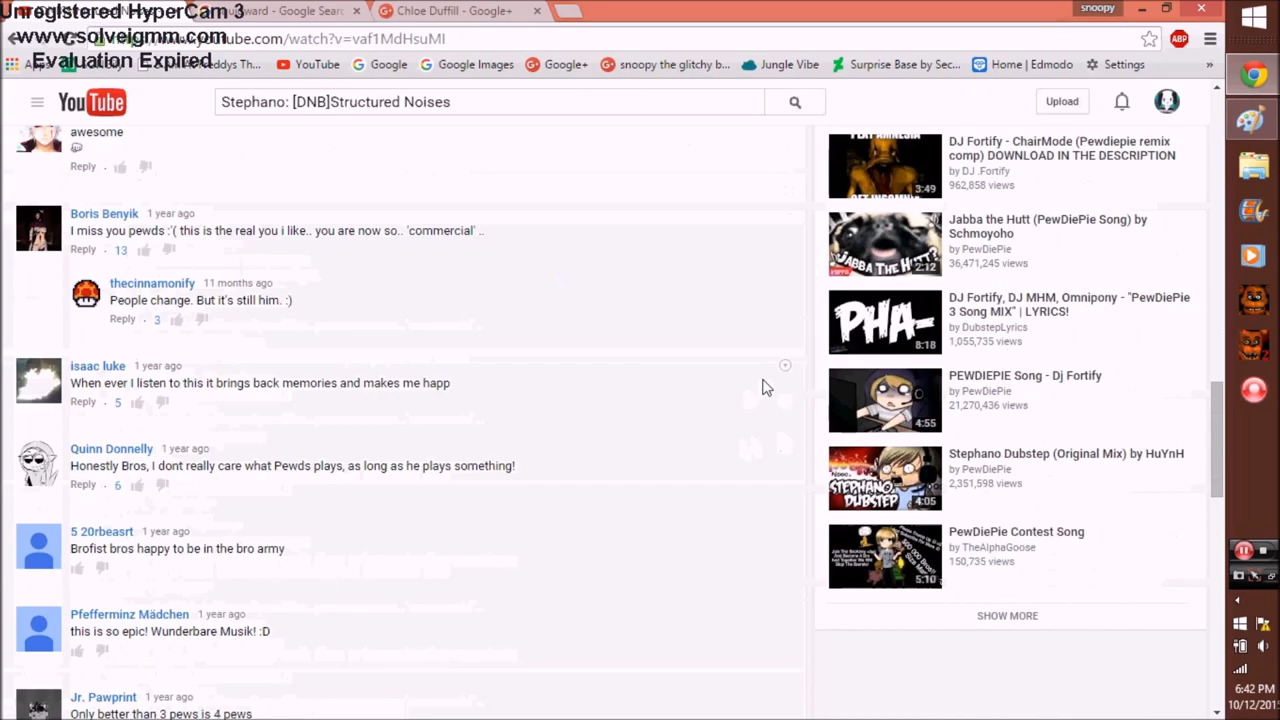 Unregistered HyperCam 3
www.solveigmm.com
Evaluation Expired
Google Sear
Chloe Duffill - Google+
snoopy
youtube.com/watch?v=vaf1MdHsuMI
ABP
Freddys Th...
YouTube
Google
Google Images
Google+
snoopy the glitchy b...
Jungle Vibe
Surprise Base by Sec...
Home | Edmodo
Settings
»
YouTube
Stephano: [DNB]Structured Noises
Upload
awesome
Reply
Boris Benyik 1 year ago
I miss you pewds :'( this is the real you i like.. you are now so.. 'commercial' ..
Reply · 13
thecinnamonify 11 months ago
People change. But it's still him. :)
Reply · 3
isaac luke 1 year ago
When ever I listen to this it brings back memories and makes me happ
Reply · 5
Quinn Donnelly 1 year ago
Honestly Bros, I dont really care what Pewds plays, as long as he plays something!
Reply · 6
5 20rbeasrt 1 year ago
Brofist bros happy to be in the bro army
Pfefferminz Mädchen 1 year ago
this is so epic! Wunderbare Musik! :D
Jr. Pawprint 1 year ago
Only better than 3 pews is 4 pews
3:49
DJ Fortify - ChairMode (Pewdiepie remix
comp) DOWNLOAD IN THE DESCRIPTION
by DJ .Fortify
962,858 views
JABBA THE HUTT?
2:12
Jabba the Hutt (PewDiePie Song) by
Schmoyoho
by PewDiePie
36,471,245 views
PHA-
8:18
DJ Fortify, DJ MHM, Omnipony - "PewDiePie
3 Song MIX" | LYRICS!
by DubstepLyrics
1,055,735 views
4:55
PEWDIEPIE Song - Dj Fortify
by PewDiePie
21,270,436 views
STEPHANO
DUBSTEP
4:05
Stephano Dubstep (Original Mix) by HuYnH
by PewDiePie
2,351,598 views
5:10
PewDiePie Contest Song
by TheAlphaGoose
150,735 views
SHOW MORE
2
6:42 PM
10/12/201